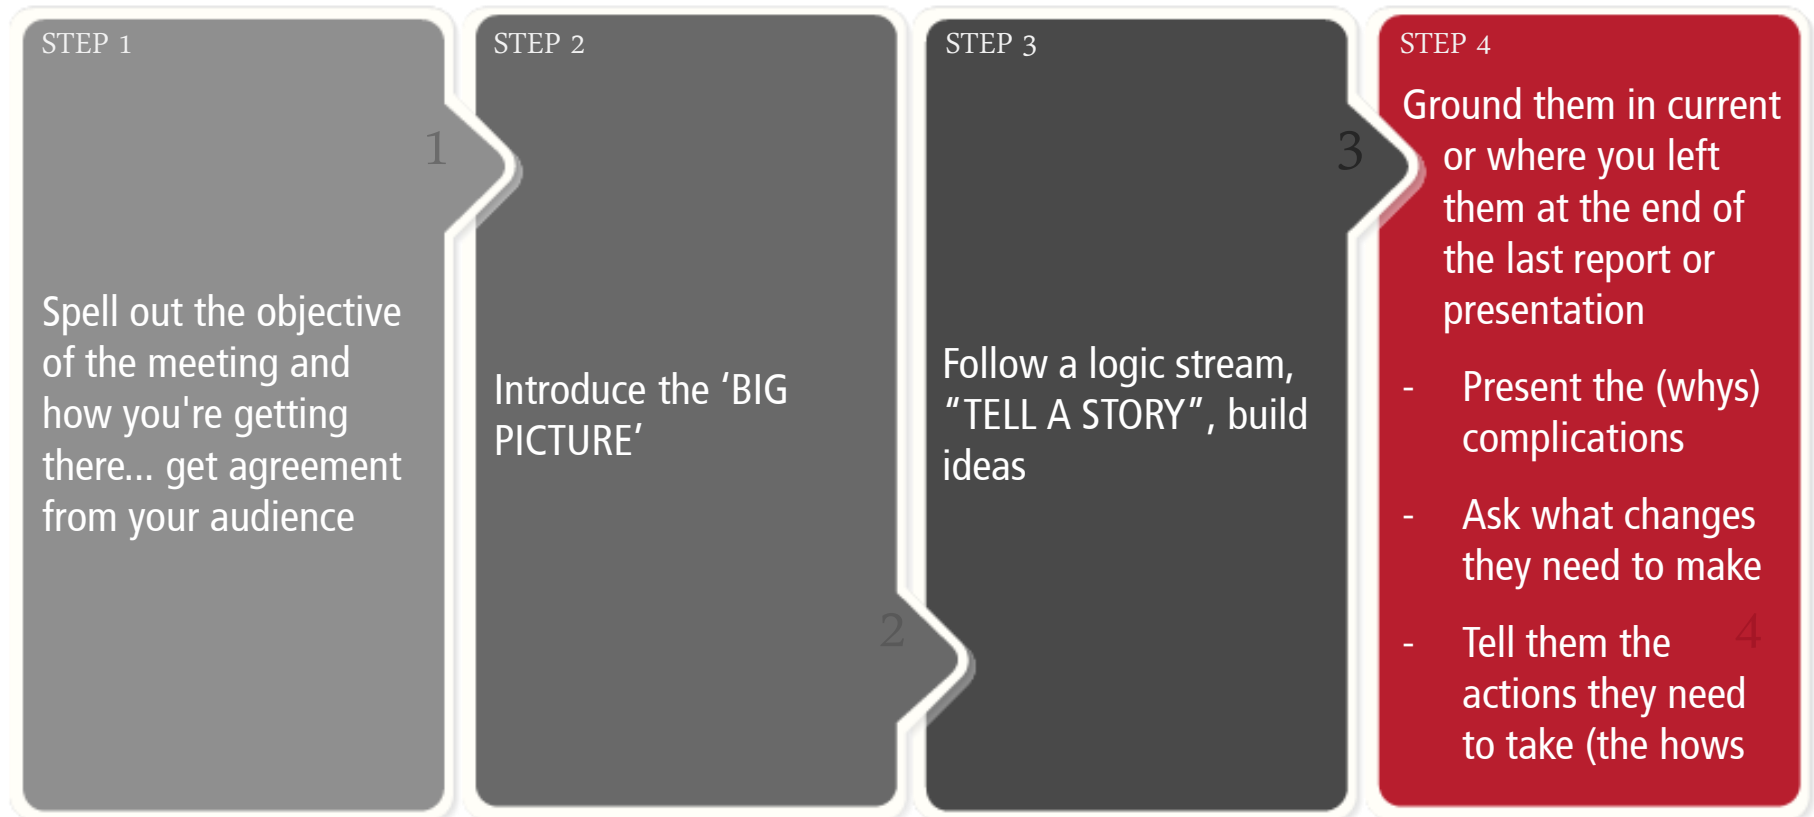 STEP 1
1
Spell out the objective
of the meeting and
how you're getting
there... get agreement
from your audience
STEP 2
Introduce the ‘BIG
PICTURE’
2
STEP 3
3
Follow a logic stream,
“TELL A STORY”, build
ideas
STEP 4
Ground them in current
or where you left
them at the end of
the last report or
presentation
- Present the (whys)
complications
- Ask what changes
they need to make
- Tell them the
4
actions they need
to take (the hows